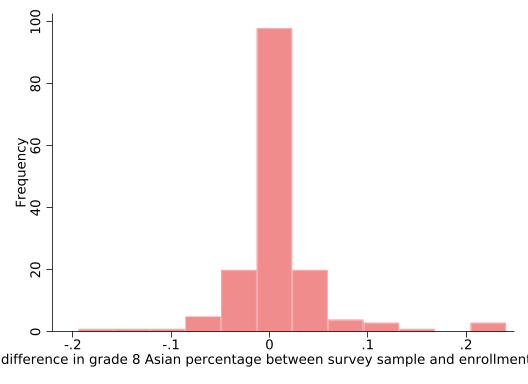 Frequency
100
80
60
40
20
0
-.2 -.1 0 .1 .2
difference in grade 8 Asian percentage between survey sample and enrollment